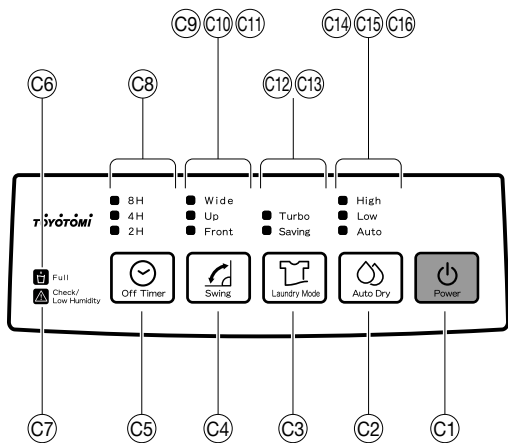 C9 C10 C11 C14 C15 C16
C6 C8 C12 C13
8H Wide High
4H Up Turbo Low
2H Front Saving Auto
TOYOTOMI
Full
Check/
Low Humidity
Off Timer Swing Laundry Mode Auto Dry Power
C7 C5 C4 C3 C2 C1